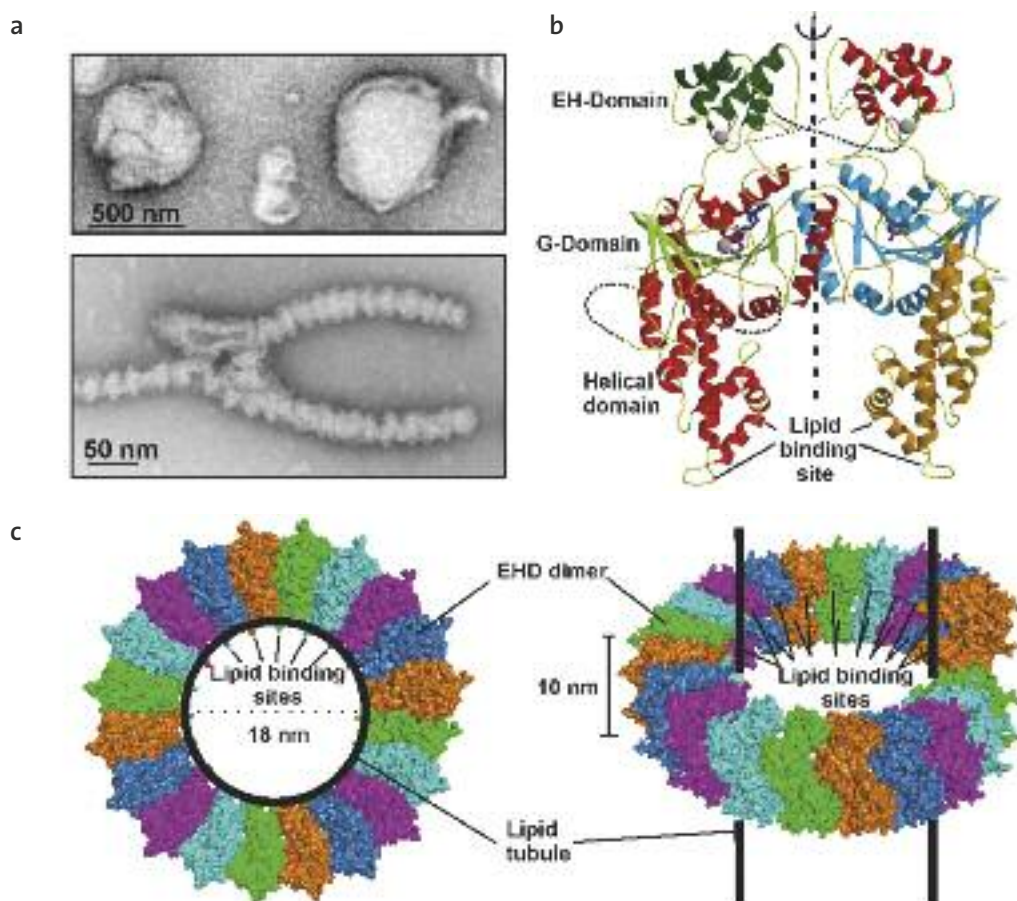 a
500 nm
50 nm
b
EH-Domain
G-Domain
Helical
domain
Lipid
binding
site
c
EHD dimer
Lipid binding
sites
18 nm
Lipid
tubule
10 nm
Lipid binding
sites